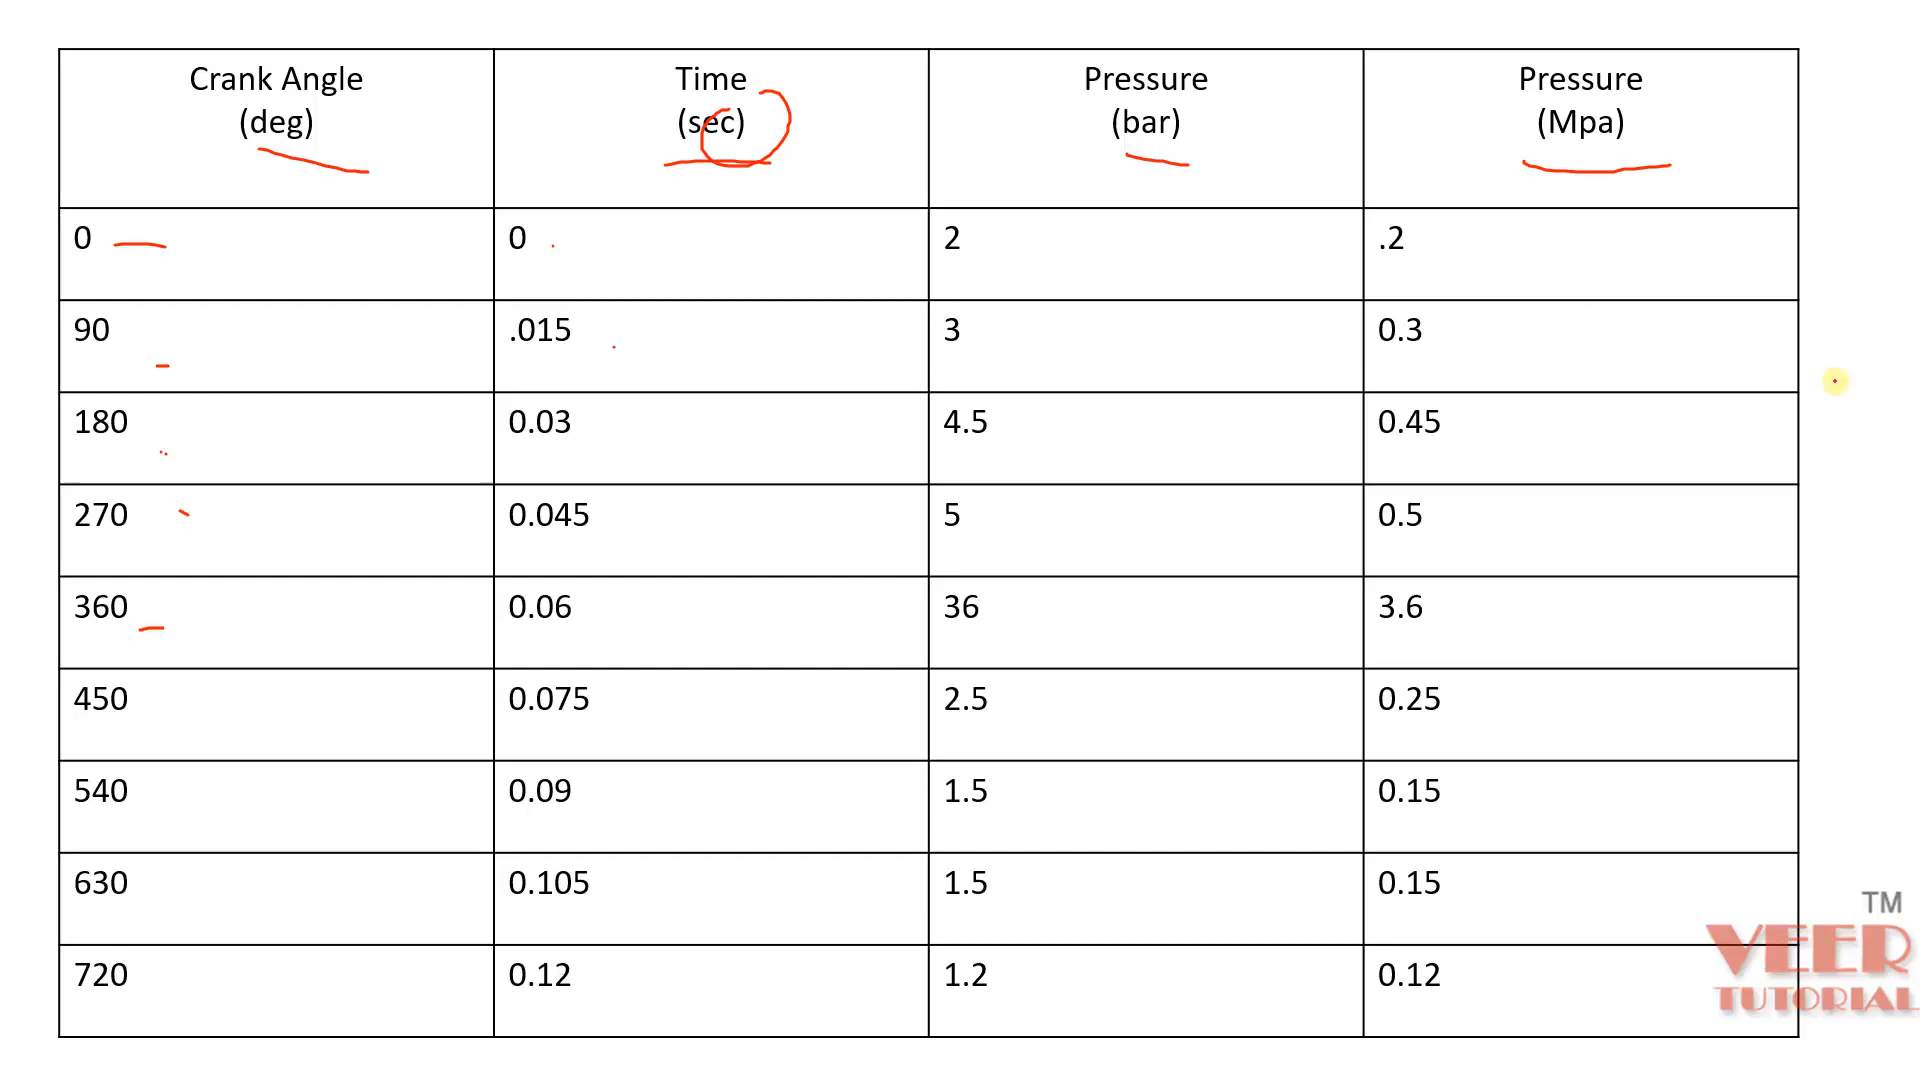 Crank Angle Time Pressure Pressure
(deg) (sec) (bar) (Mpa)
0 0 2 .2
90 .015 3 0.3
180 0.03 4.5 0.45
270 0.045 5 0.5
360 0.06 36 3.6
450 0.075 2.5 0.25
540 0.09 1.5 0.15
630 0.105 1.5 0.15
720 0.12 1.2 0.12
TM
VEER
TUTORIAL